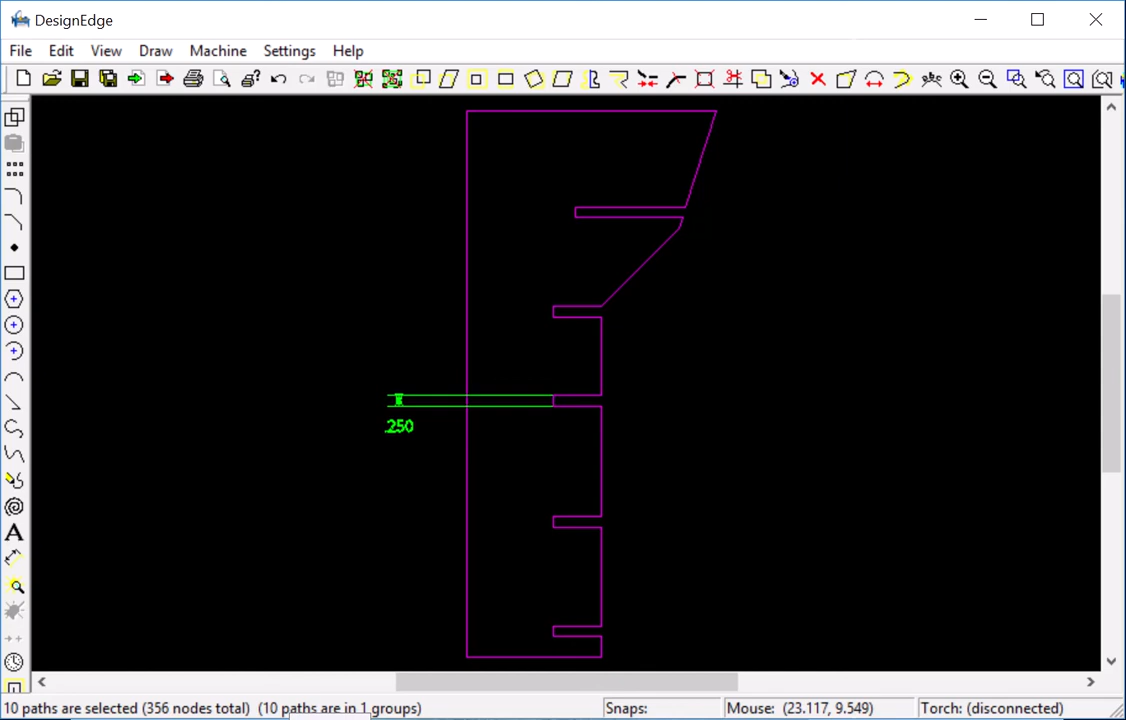 DesignEdge
File Edit View Draw Machine Settings Help
.250
10 paths are selected (356 nodes total) (10 paths are in 1 groups) Snaps: Mouse: (23.117, 9.549) Torch: (disconnected)